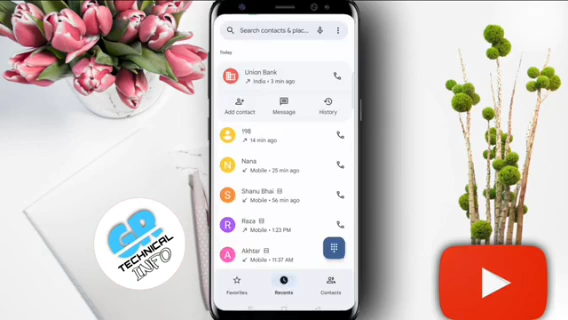 Search contacts & plac...
Today
Union Bank
India • 3 min ago
Add contact
Message
History
198
14 min ago
Nana
Mobile • 25 min ago
Shanu Bhai
Mobile • 56 min ago
Raza
Mobile • 1:23 PM
Akhtar
Mobile • 11:37 AM
Favorites
Recents
Contacts
GR
TECHNICAL
INFO